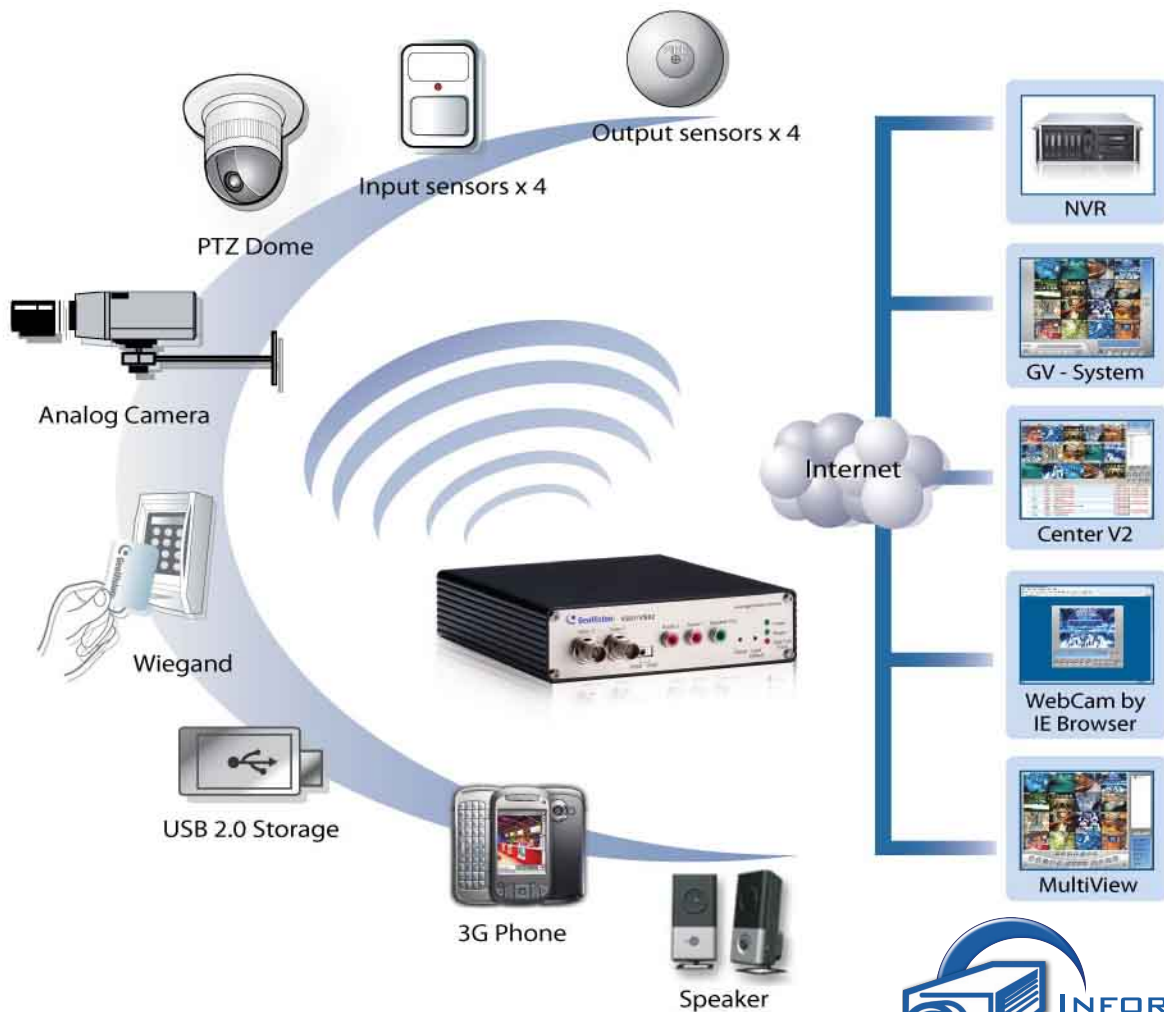 Output sensors x 4
Input sensors x 4
PTZ Dome
Analog Camera
Wiegand
USB 2.0 Storage
3G Phone
Speaker
GeoVision
GeoVision
Internet
NVR
GV - System
Center V2
WebCam by
IE Browser
MultiView
INFOR